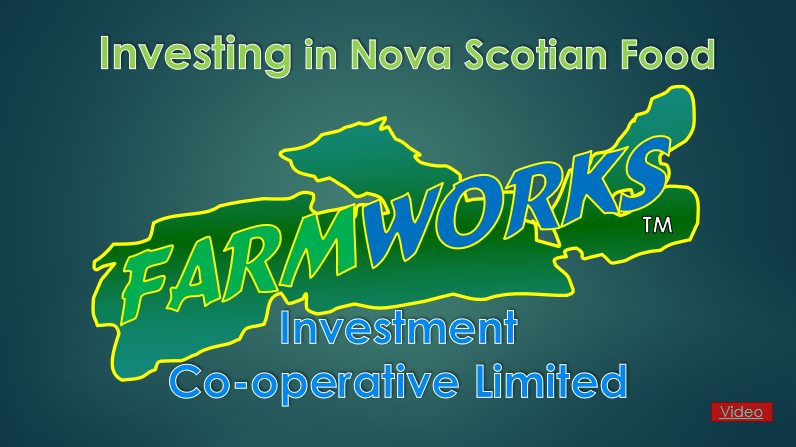 Investing in Nova Scotian Food
FARMWORKS
TM
Investment
Co-operative Limited
Video